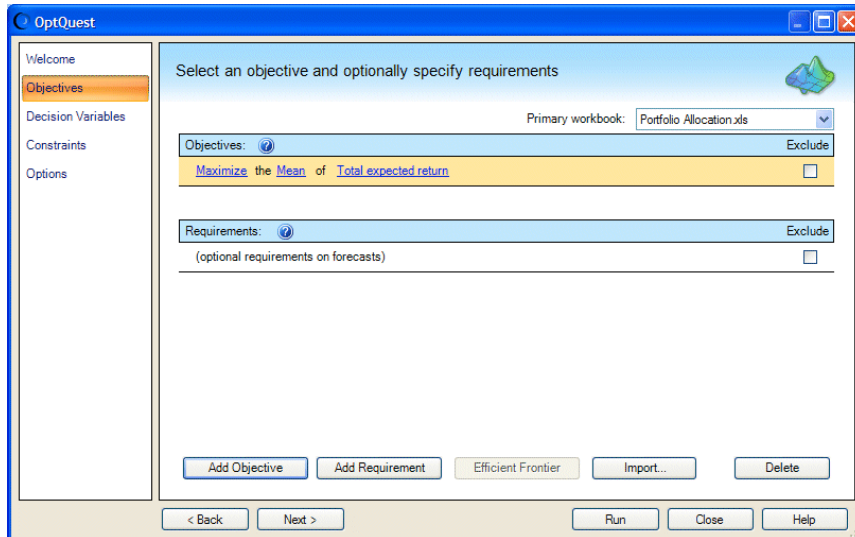 OptQuest
Welcome
Objectives
Decision Variables
Constraints
Options
Select an objective and optionally specify requirements
Primary workbook: Portfolio Allocation.xls
Objectives: Exclude
Maximize the Mean of Total expected return
Requirements: Exclude
(optional requirements on forecasts)
Add Objective Add Requirement Efficient Frontier Import... Delete
< Back Next > Run Close Help